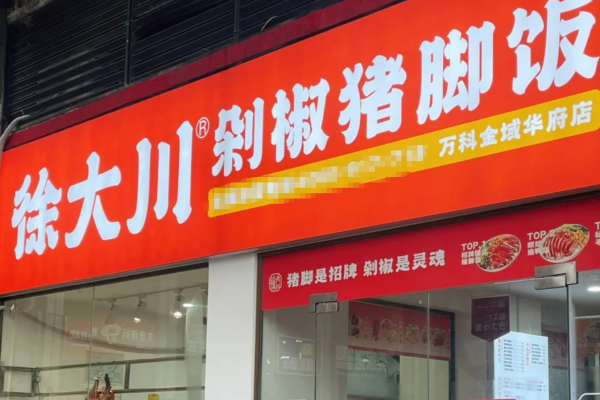 徐大川® 剁椒猪脚饭
万科金域华府店
猪脚是招牌 剁椒是灵魂
TOP
TOP